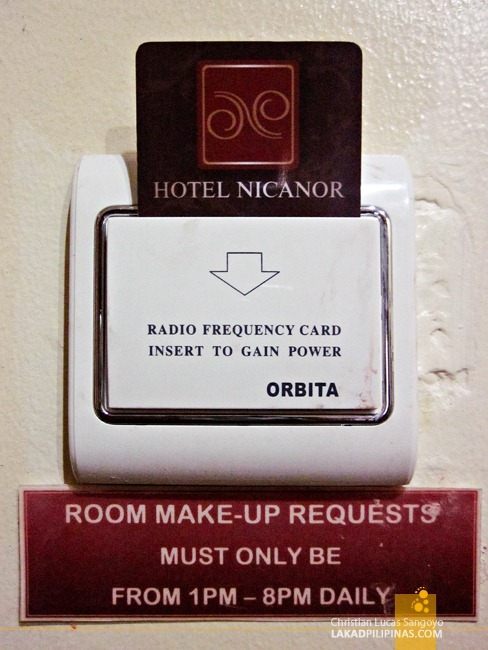 HOTEL NICANOR
RADIO FREQUENCY CARD
INSERT TO GAIN POWER
ORBITA
ROOM MAKE-UP REQUESTS
MUST ONLY BE
FROM 1PM – 8PM DAILY
Christian Lucas Sangoyo
LAKADPILIPINAS.COM